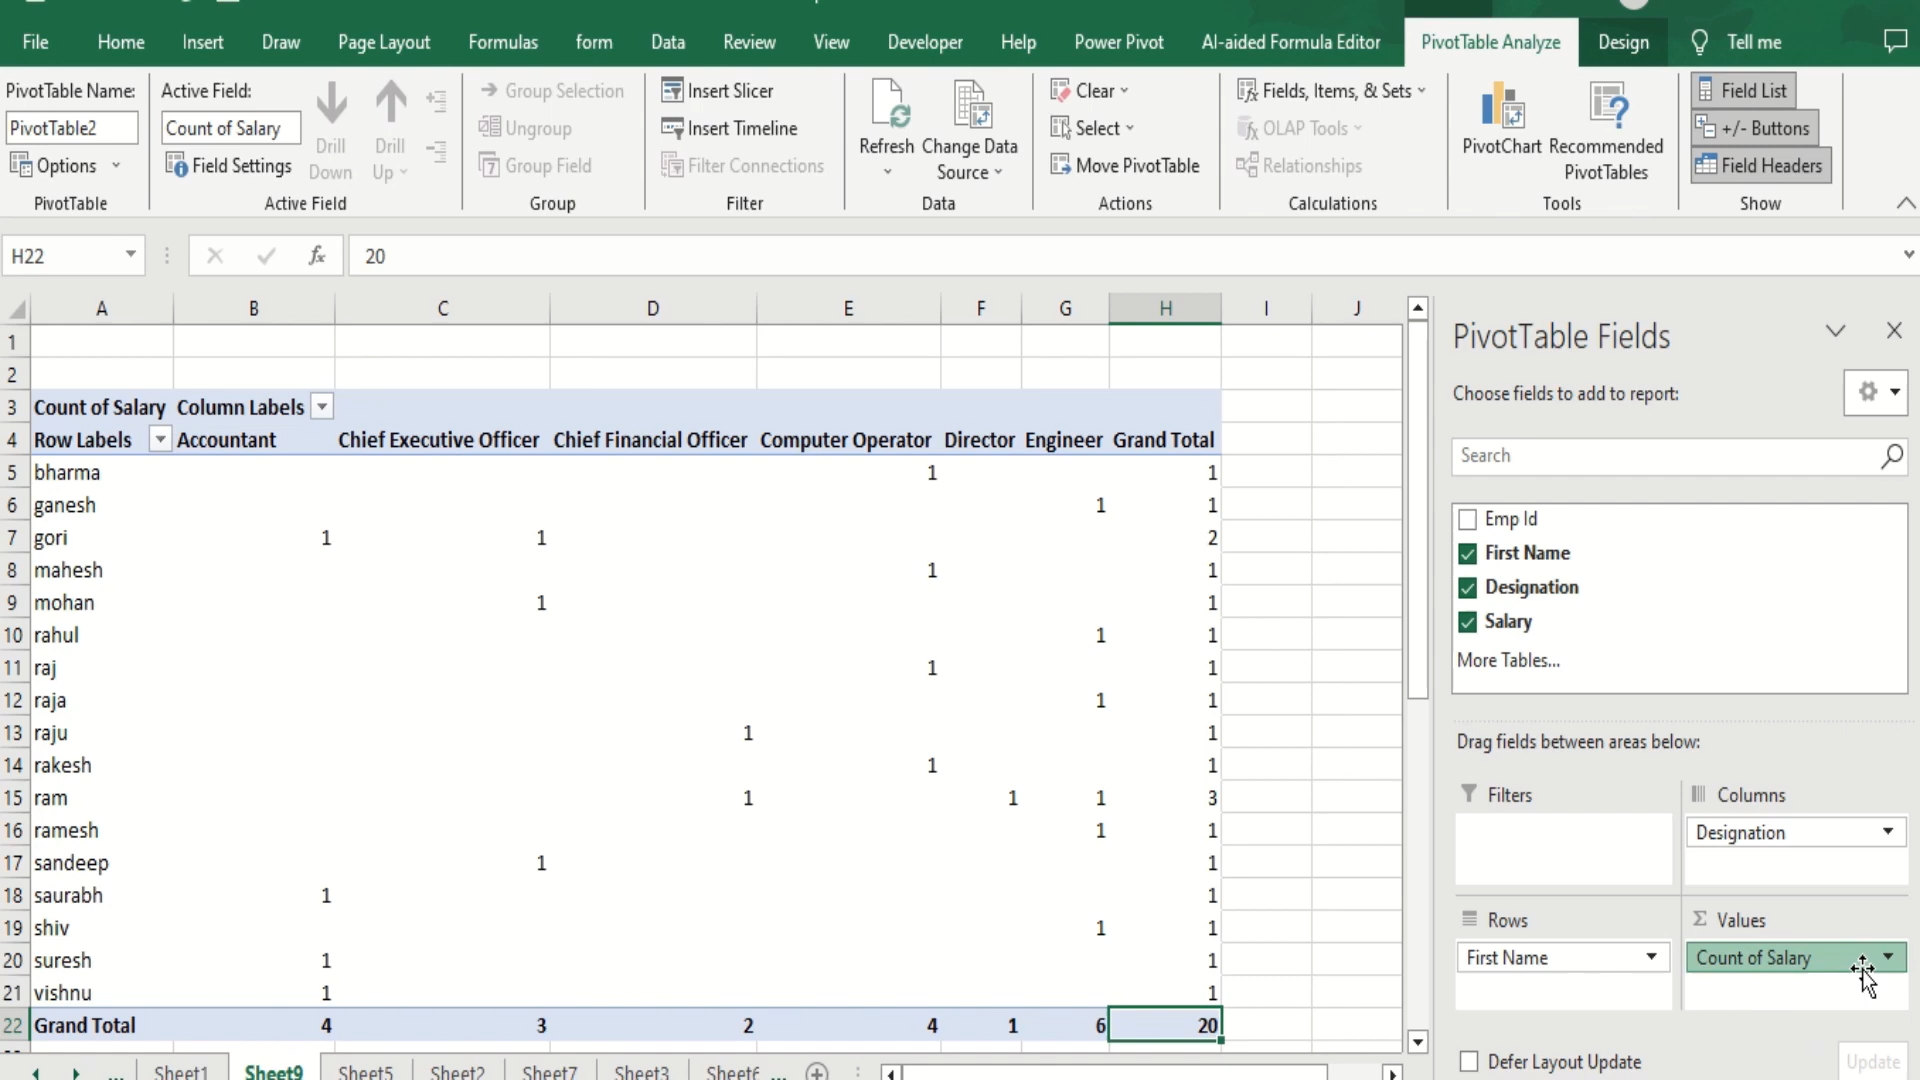 File Home Insert Draw Page Layout Formulas form Data Review View Developer Help Power Pivot AI-aided Formula Editor PivotTable Analyze Design Tell me
PivotTable Name:
PivotTable2
Options
PivotTable
Active Field:
Count of Salary
Field Settings
Drill Down
Drill Up
Active Field
Group Selection
Ungroup
7 Group Field
Group
Insert Slicer
Insert Timeline
Filter Connections
Filter
Refresh
Change Data Source
Data
Clear
Select
Move PivotTable
Actions
Fields, Items, & Sets
OLAP Tools
Relationships
Calculations
PivotChart
Recommended PivotTables
Tools
Field List
+/- Buttons
Field Headers
Show
H22 fx 20
A B C D E F G H I J
1
2
3 Count of Salary Column Labels
4 Row Labels Accountant Chief Executive Officer Chief Financial Officer Computer Operator Director Engineer Grand Total
5 bharma 1 1
6 ganesh 1 1
7 gori 1 1 2
8 mahesh 1 1
9 mohan 1 1
10 rahul 1 1
11 raj 1 1
12 raja 1 1
13 raju 1 1
14 rakesh 1 1
15 ram 1 1 1 3
16 ramesh 1 1
17 sandeep 1 1
18 saurabh 1 1
19 shiv 1 1
20 suresh 1 1
21 vishnu 1 1
22 Grand Total 4 3 2 4 1 6 20
... Sheet1 Sheet9 Sheet5 Sheet2 Sheet7 Sheet3 Sheet6 ...
PivotTable Fields
Choose fields to add to report:
Search
Emp Id
First Name
Designation
Salary
More Tables...
Drag fields between areas below:
Filters
Columns
Designation
Rows
First Name
Σ Values
Count of Salary
Defer Layout Update Update